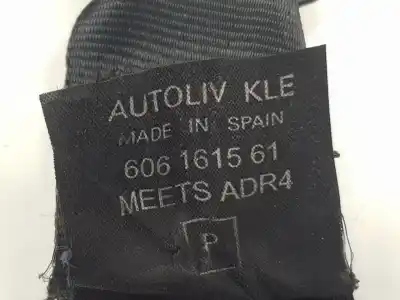 AUTOLIV KLE
MADE IN SPAIN
606 1615 61
MEETS ADR4
P